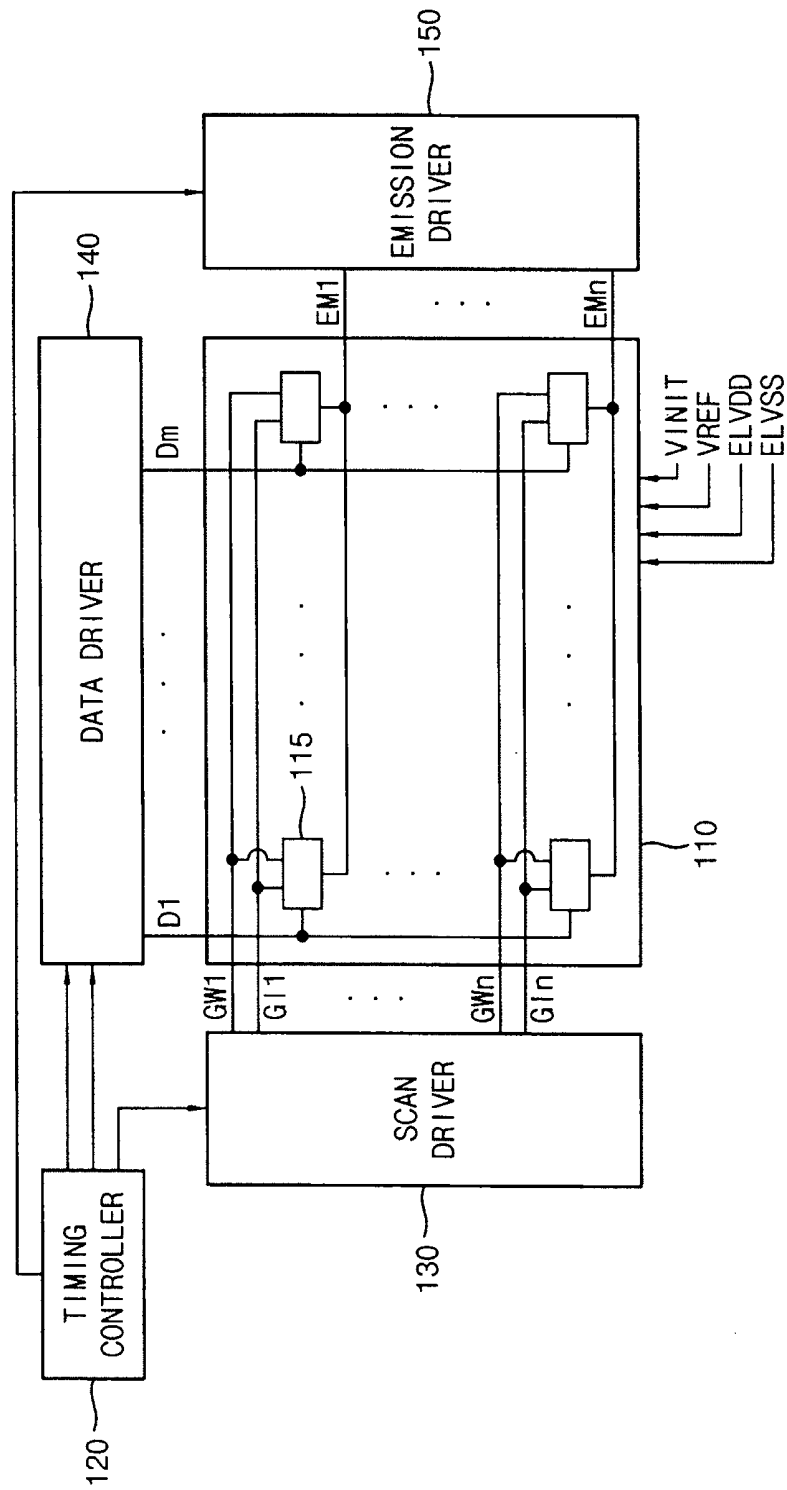 120
TIMING
CONTROLLER
DATA DRIVER
140
D1
Dm
130
SCAN
DRIVER
GW1
GI1
. . .
GWn
GIn
115
110
EM1
. . .
EMn
EMISSION
DRIVER
150
VINIT
VREF
ELVDD
ELVSS